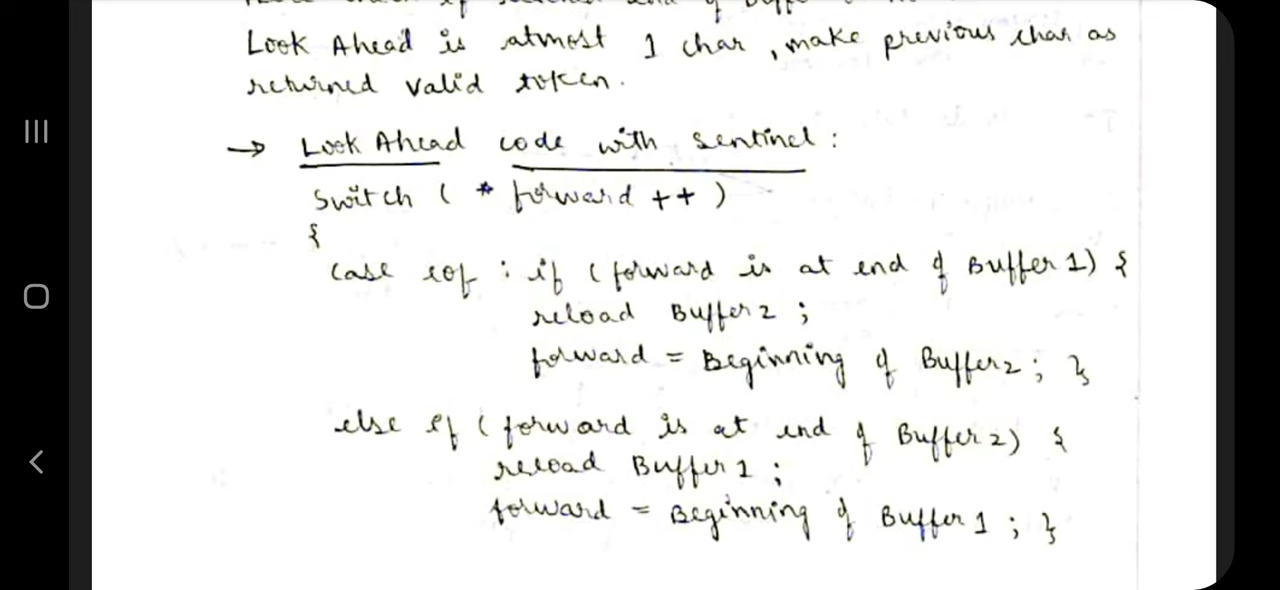 Look Ahead is atmost 1 char , make previous char as
returned valid token .
→ Look Ahead code with sentinel :
Switch ( * forward ++ )
{
case eof : if ( forward is at end of Buffer 1) {
reload Buffer 2 ;
forward = Beginning of Buffer 2 ; }
else if ( forward is at end of Buffer 2) {
reload Buffer 1 ;
forward = Beginning of Buffer 1 ; }